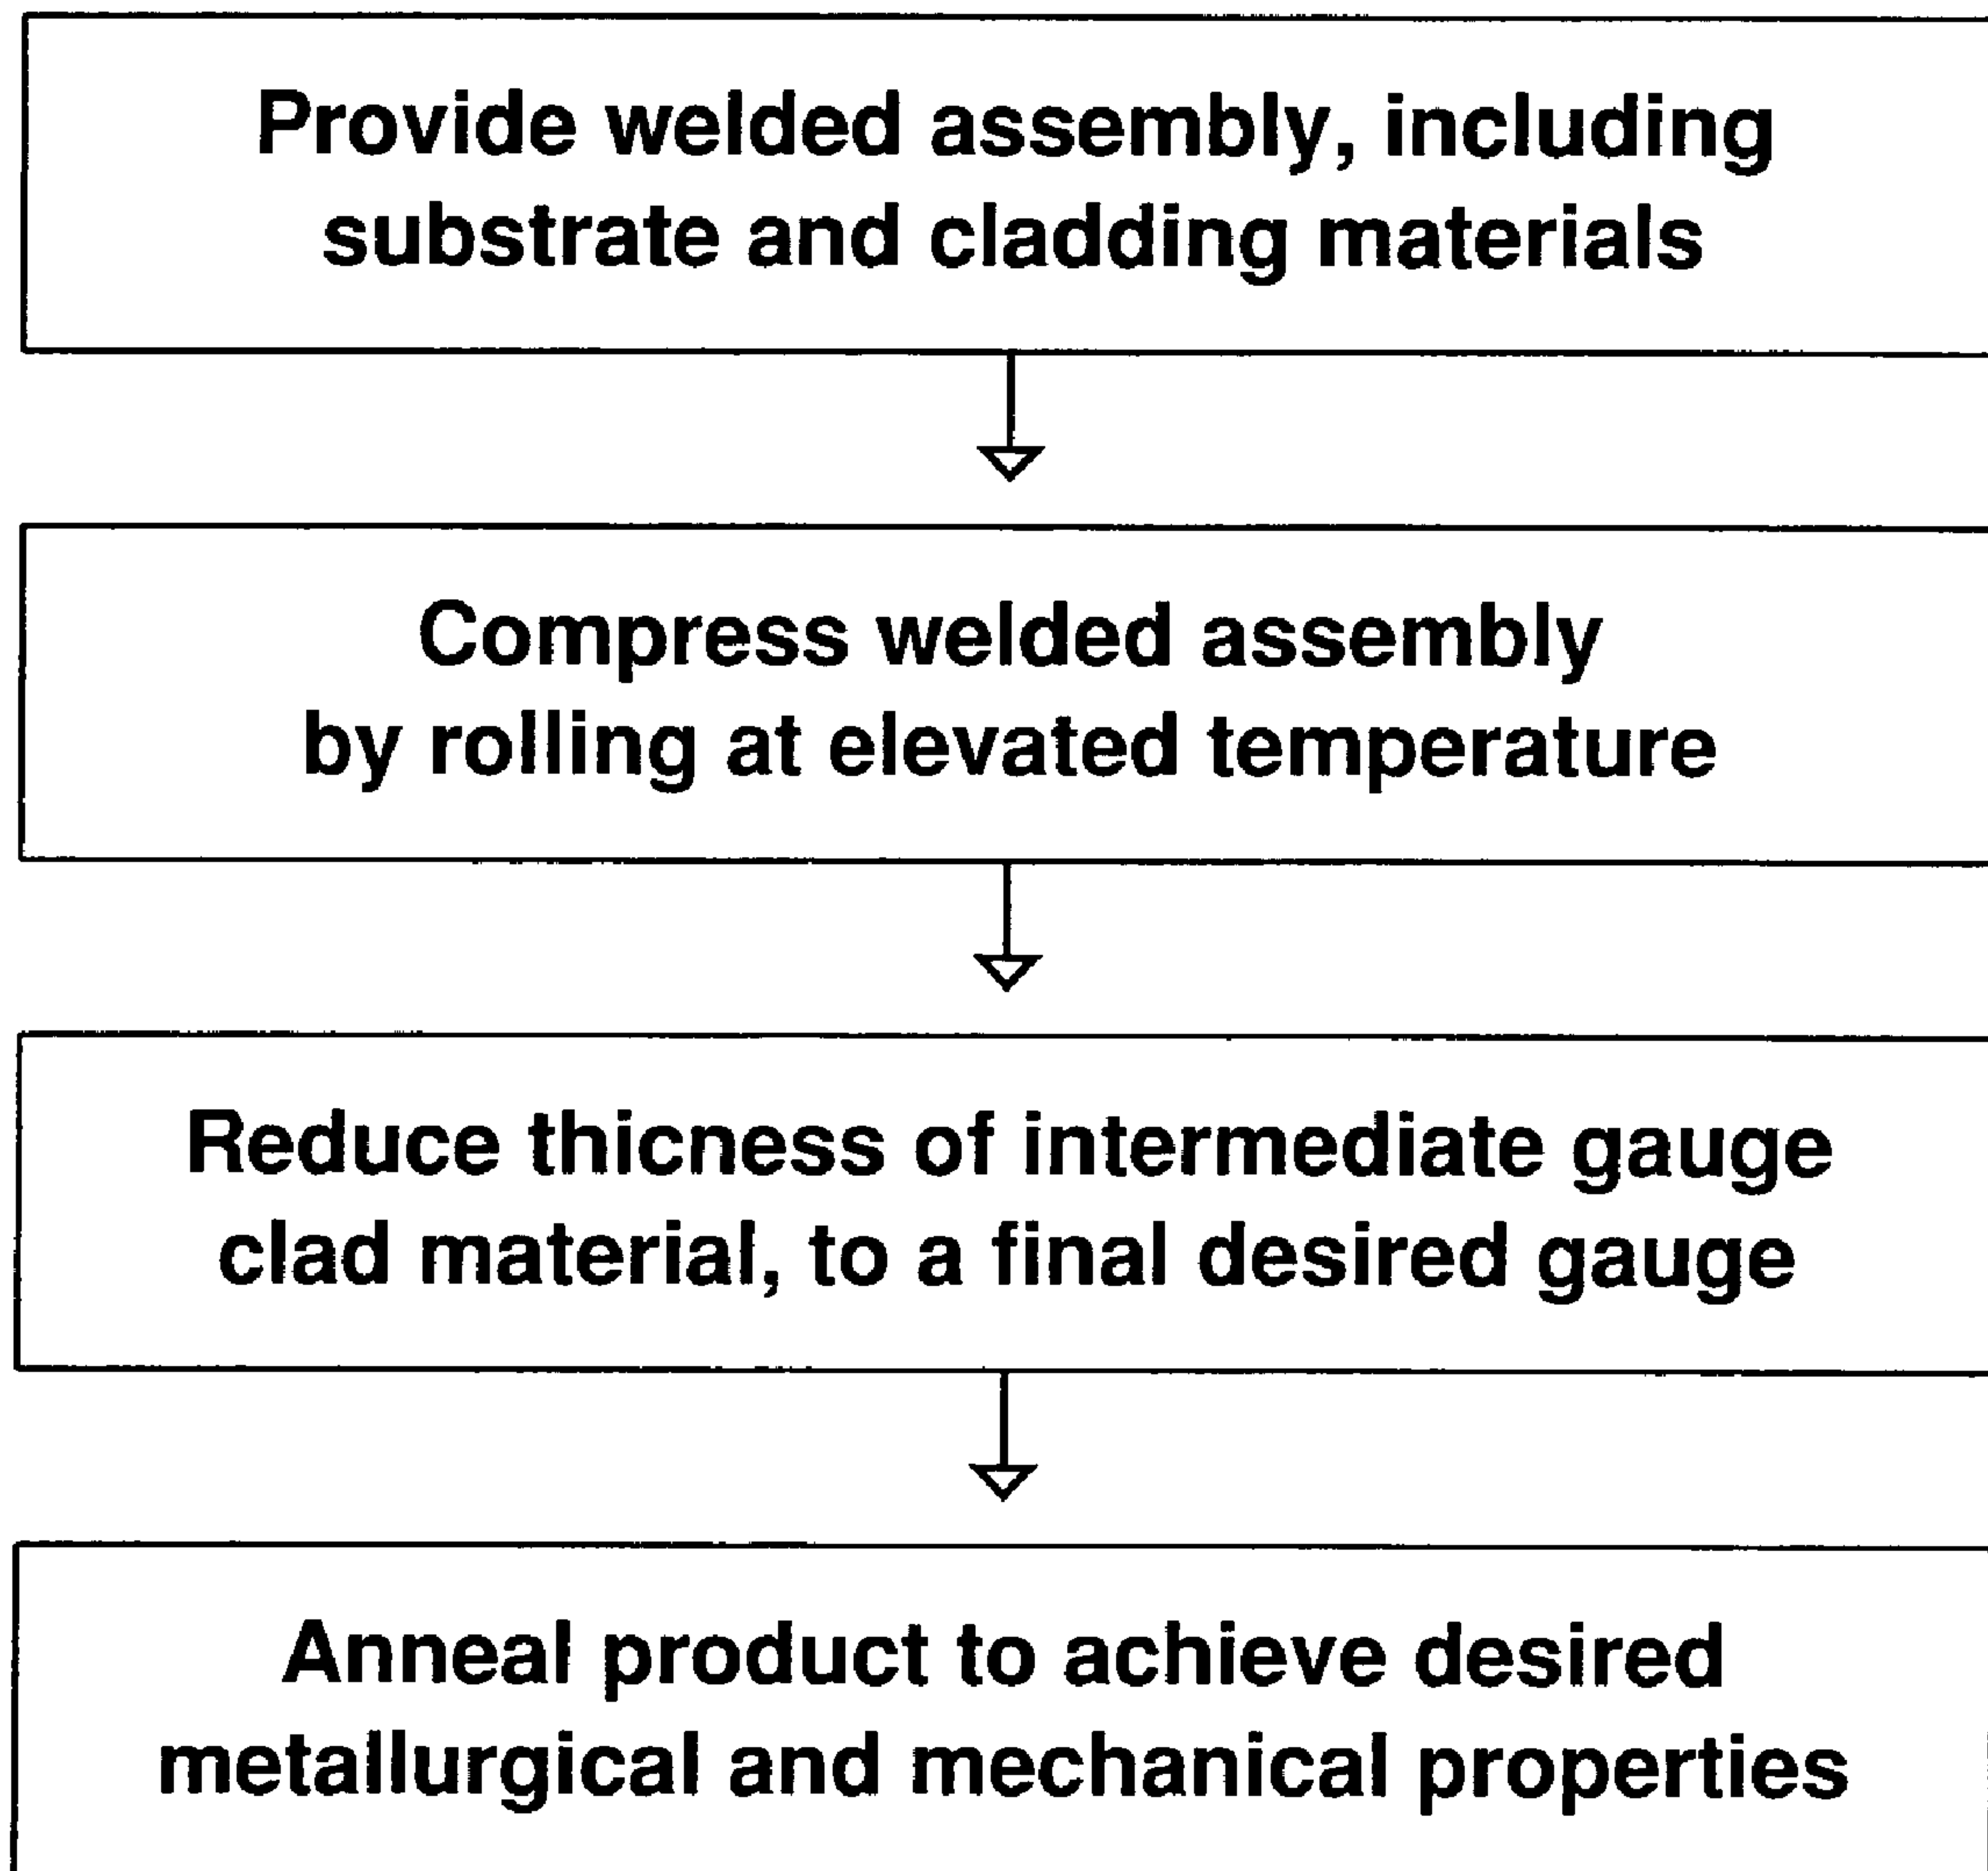 Provide welded assembly, including
substrate and cladding materials
Compress welded assembly
by rolling at elevated temperature
Reduce thicness of intermediate gauge
clad material, to a final desired gauge
Anneal product to achieve desired
metallurgical and mechanical properties